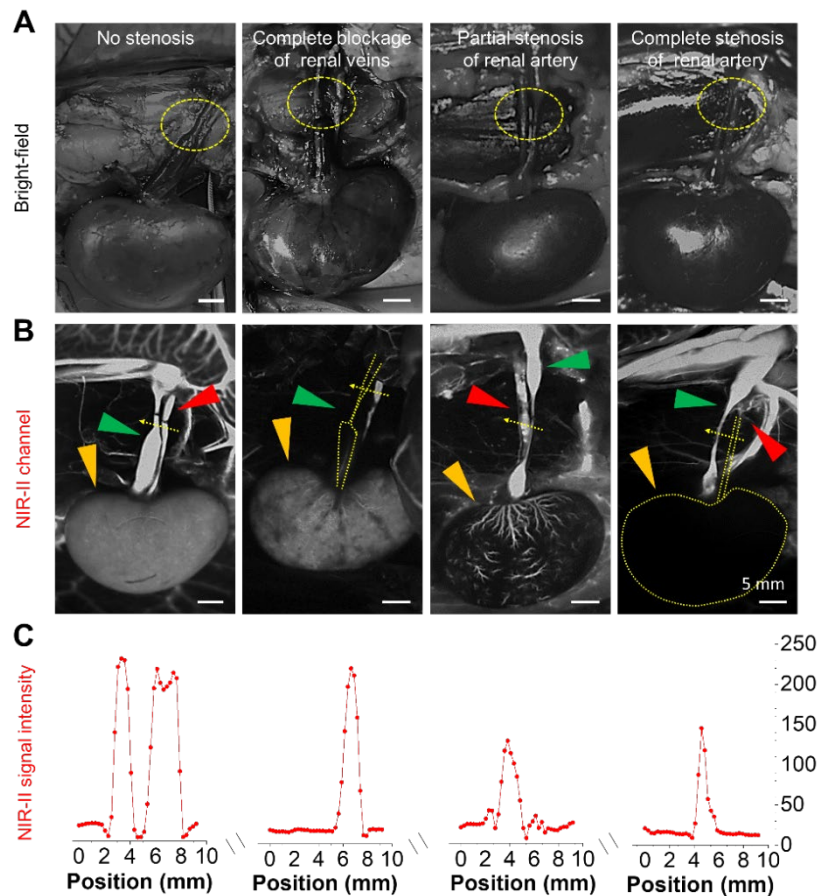 A
Bright-field
No stenosis
Complete blockage
of renal veins
Partial stenosis
of renal artery
Complete stenosis
of renal artery
B
NIR-II channel
5 mm
C
NIR-II signal intensity
250
200
150
100
50
0
0 2 4 6 8 10
0 2 4 6 8 10
0 2 4 6 8 10
0 2 4 6 8 10
Position (mm)
Position (mm)
Position (mm)
Position (mm)